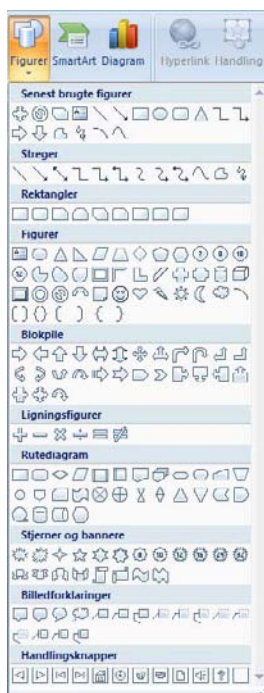 Figurer SmartArt Diagram Hyperlink Handling
Senest brugte figurer
Streger
Rektangler
Figurer
Blokpile
Ligningsfigurer
Rutediagram
Stjerner og bannere
Billedforklaringer
Handlingsknapper